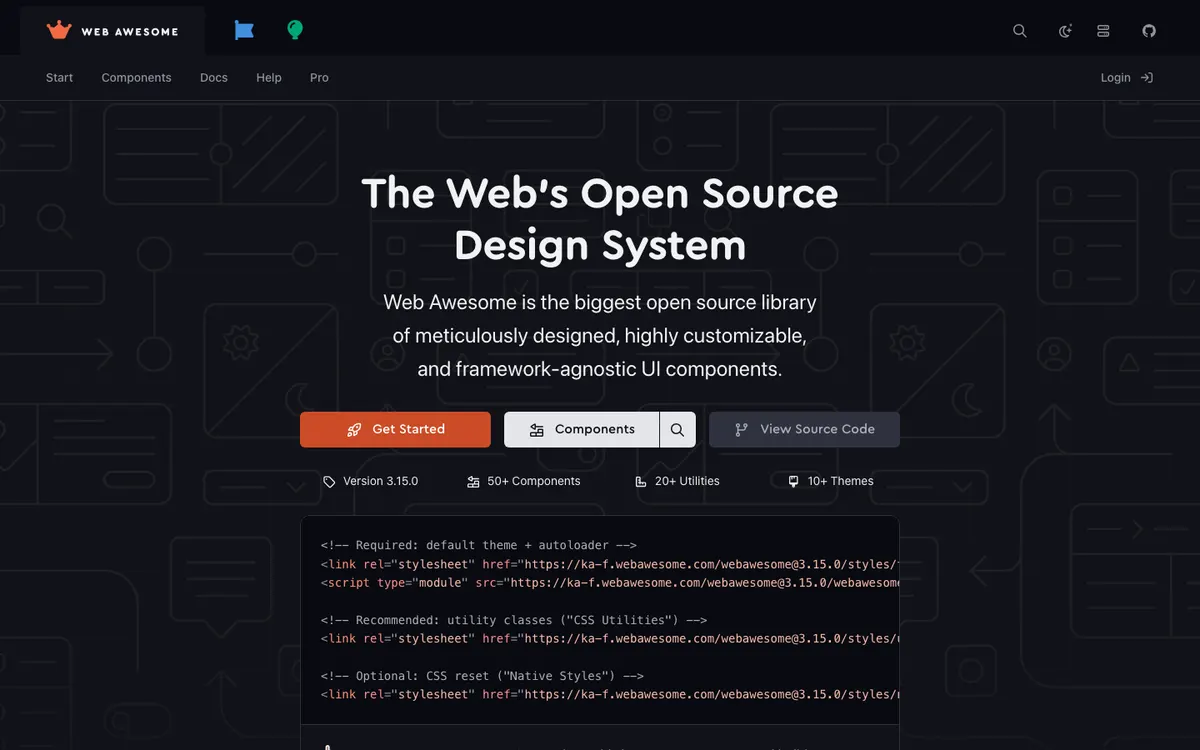 WEB AWESOME
Start Components Docs Help Pro Login
The Web's Open Source
Design System
Web Awesome is the biggest open source library
of meticulously designed, highly customizable,
and framework-agnostic UI components.
Get Started Components View Source Code
Version 3.15.0 50+ Components 20+ Utilities 10+ Themes
<!-- Required: default theme + autoloader -->
<link rel="stylesheet" href="https://ka-f.webawesome.com/webawesome@3.15.0/styles/
<script type="module" src="https://ka-f.webawesome.com/webawesome@3.15.0/webawesome
<!-- Recommended: utility classes ("CSS Utilities") -->
<link rel="stylesheet" href="https://ka-f.webawesome.com/webawesome@3.15.0/styles/
<!-- Optional: CSS reset ("Native Styles") -->
<link rel="stylesheet" href="https://ka-f.webawesome.com/webawesome@3.15.0/styles/